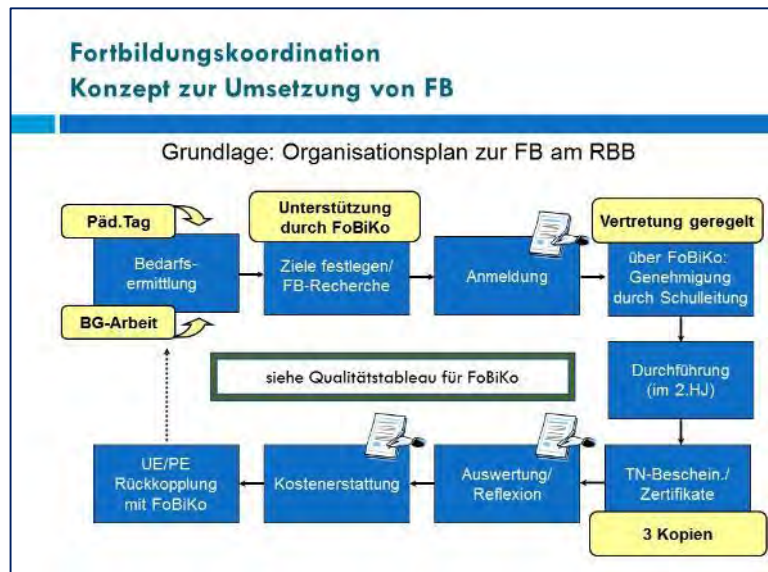 Fortbildungskoordination
Konzept zur Umsetzung von FB
Grundlage: Organisationsplan zur FB am RBB
Päd.Tag
Bedarfs-
ermittlung
BG-Arbeit
Unterstützung
durch FoBiKo
Ziele festlegen/
FB-Recherche
Anmeldung
Vertretung geregelt
über FoBiKo:
Genehmigung
durch Schulleitung
siehe Qualitätstableau für FoBiKo
Durchführung
(im 2.HJ)
TN-Beschein./
Zertifikate
3 Kopien
Auswertung/
Reflexion
Kostenerstattung
UE/PE
Rückkopplung
mit FoBiKo